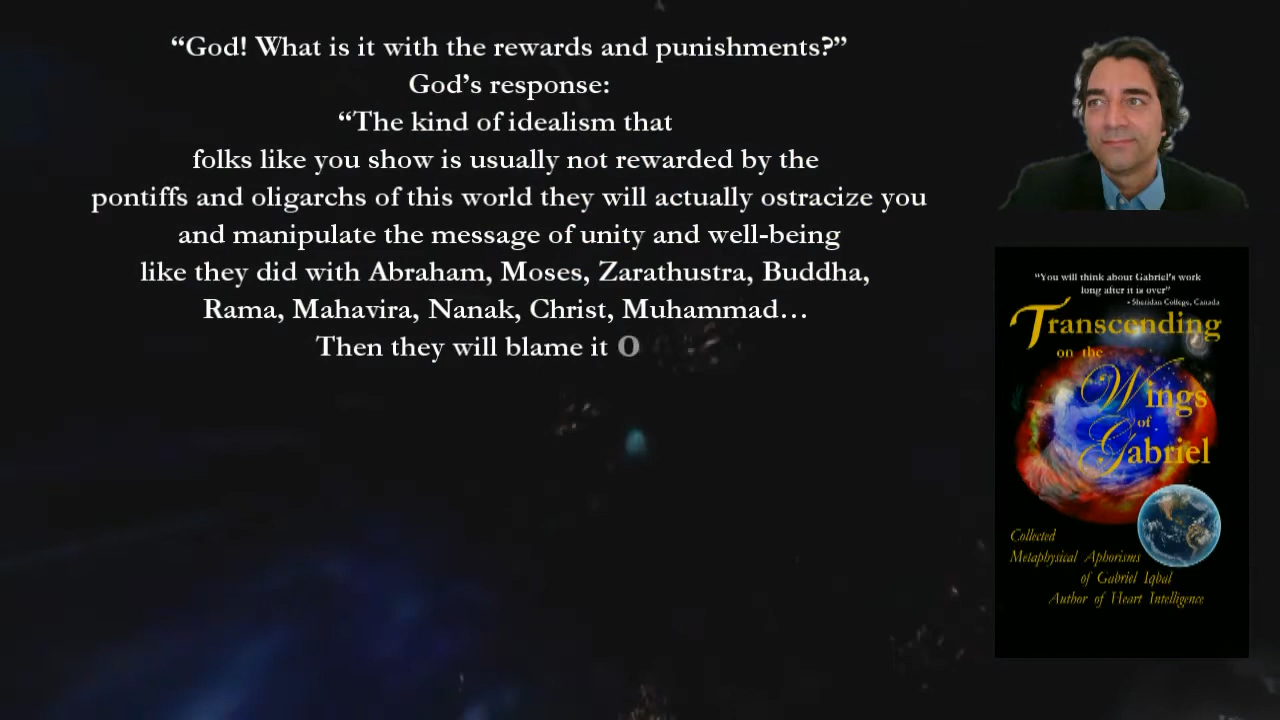 “God! What is it with the rewards and punishments?”
God’s response:
“The kind of idealism that
folks like you show is usually not rewarded by the
pontiffs and oligarchs of this world they will actually ostracize you
and manipulate the message of unity and well-being
like they did with Abraham, Moses, Zarathustra, Buddha,
Rama, Mahavira, Nanak, Christ, Muhammad…
Then they will blame it O
“You will think about Gabriel’s work
long after it is over”
- Sheridan College, Canada
Transcending
on the
Wings
of
Gabriel
Collected
Metaphysical Aphorisms
of Gabriel Iqbal
Author of Heart Intelligence